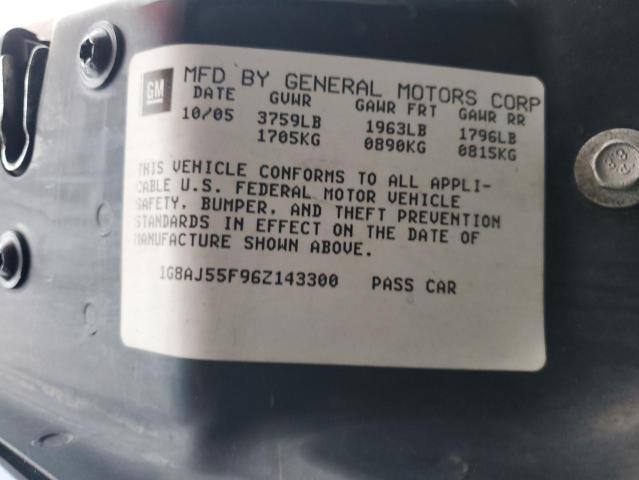 GM MFD BY GENERAL MOTORS CORP
DATE GVWR GAWR FRT GAWR RR
10/05 3759LB 1963LB 1796LB
1705KG 0890KG 0815KG
THIS VEHICLE CONFORMS TO ALL APPLI-
CABLE U.S. FEDERAL MOTOR VEHICLE
SAFETY, BUMPER, AND THEFT PREVENTION
STANDARDS IN EFFECT ON THE DATE OF
MANUFACTURE SHOWN ABOVE.
1G8AJ55F96Z143300 PASS CAR